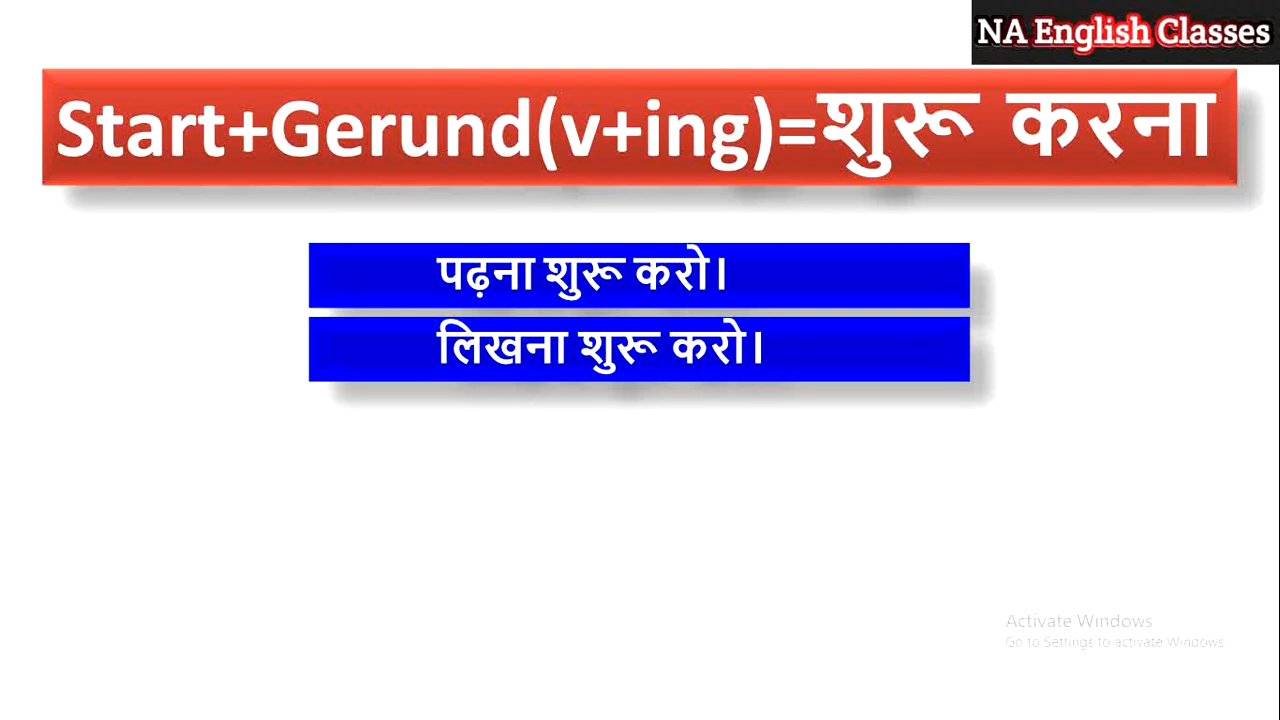 NA English Classes
Start+Gerund(v+ing)=शुरू करना
पढ़ना शुरू करो।
लिखना शुरू करो।
Activate Windows
Go to Settings to activate Windows.